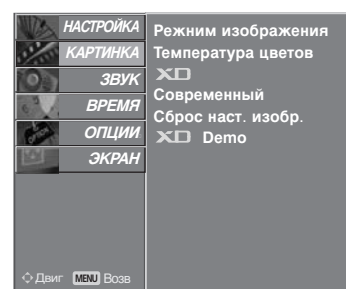 НАСТРОЙКА
КАРТИНКА
ЗВУК
ВРЕМЯ
ОПЦИИ
ЭКРАН
Режим изображения
Температура цветов
XD
Современный
Сброс наст. изобр.
XD Demo
Двиг MENU Возв